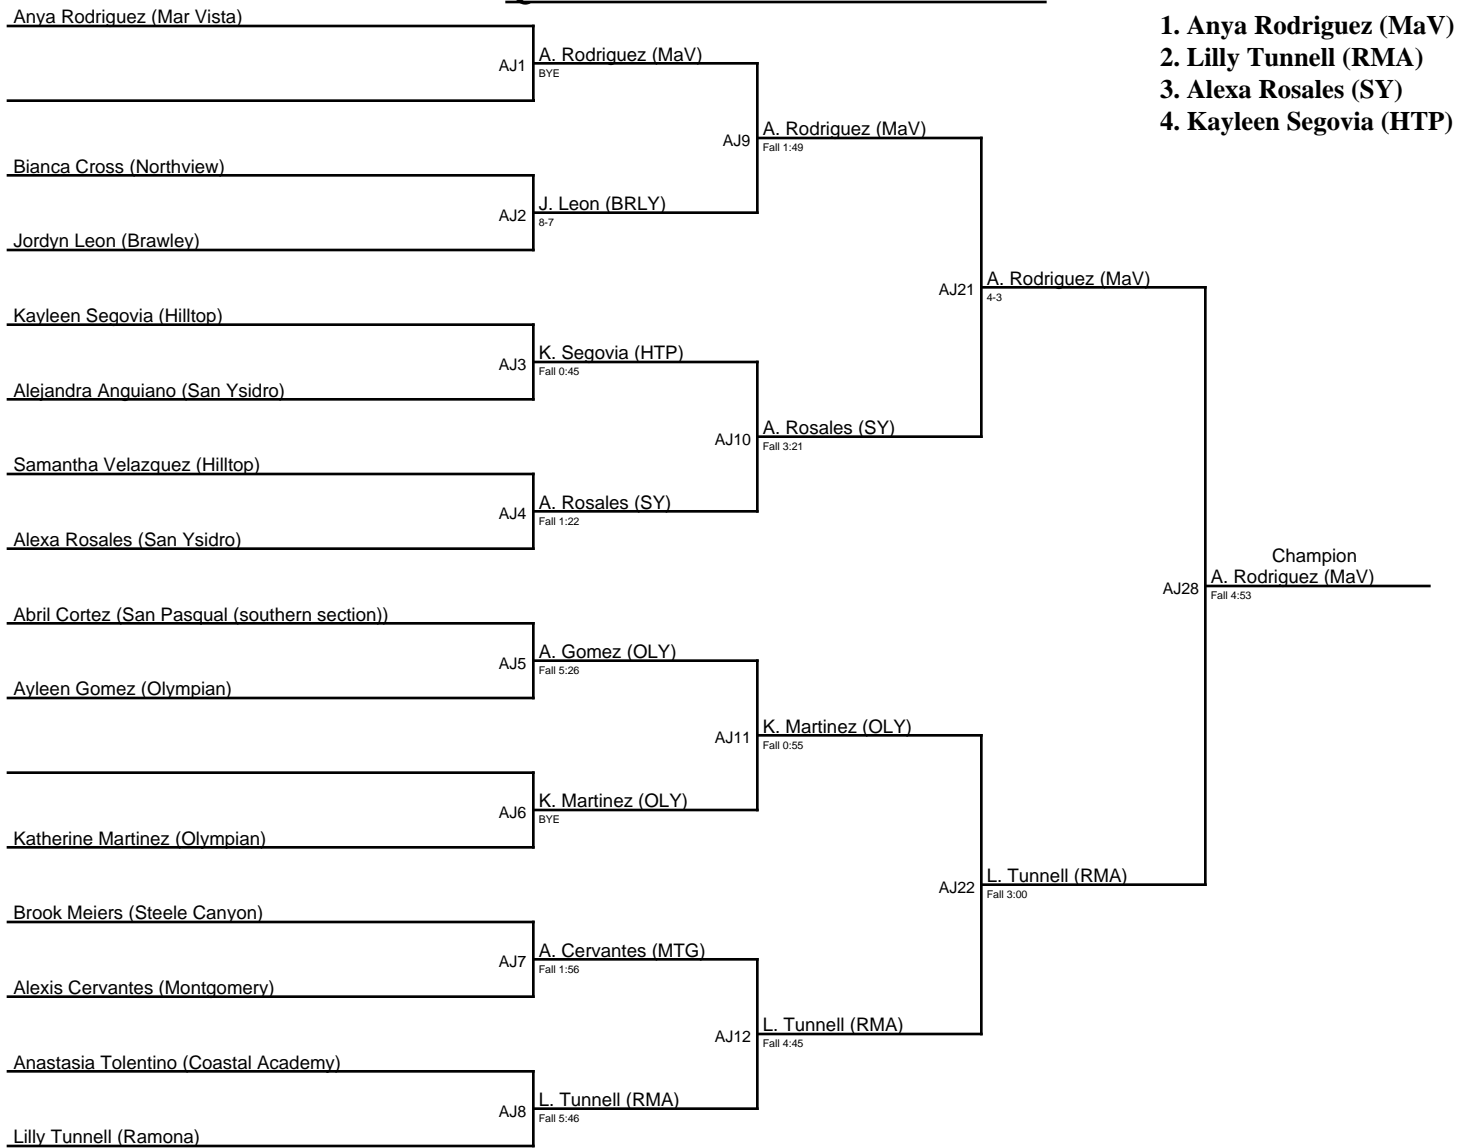 Anya Rodriguez (Mar Vista)
1. Anya Rodriguez (MaV)
2. Lilly Tunnell (RMA)
3. Alexa Rosales (SY)
4. Kayleen Segovia (HTP)
AJ1
A. Rodriguez (MaV)
BYE
AJ9
A. Rodriguez (MaV)
Fall 1:49
Bianca Cross (Northview)
AJ2
J. Leon (BRLY)
8-7
Jordyn Leon (Brawley)
AJ21
A. Rodriguez (MaV)
4-3
Kayleen Segovia (Hilltop)
AJ3
K. Segovia (HTP)
Fall 0:45
Alejandra Anguiano (San Ysidro)
AJ10
A. Rosales (SY)
Fall 3:21
Samantha Velazquez (Hilltop)
AJ4
A. Rosales (SY)
Fall 1:22
Alexa Rosales (San Ysidro)
Champion
AJ28
A. Rodriguez (MaV)
Fall 4:53
Abril Cortez (San Pasqual (southern section))
AJ5
A. Gomez (OLY)
Fall 5:26
Ayleen Gomez (Olympian)
AJ11
K. Martinez (OLY)
Fall 0:55
AJ6
K. Martinez (OLY)
BYE
Katherine Martinez (Olympian)
AJ22
L. Tunnell (RMA)
Fall 3:00
Brook Meiers (Steele Canyon)
AJ7
A. Cervantes (MTG)
Fall 1:56
Alexis Cervantes (Montgomery)
AJ12
L. Tunnell (RMA)
Fall 4:45
Anastasia Tolentino (Coastal Academy)
AJ8
L. Tunnell (RMA)
Fall 5:46
Lilly Tunnell (Ramona)